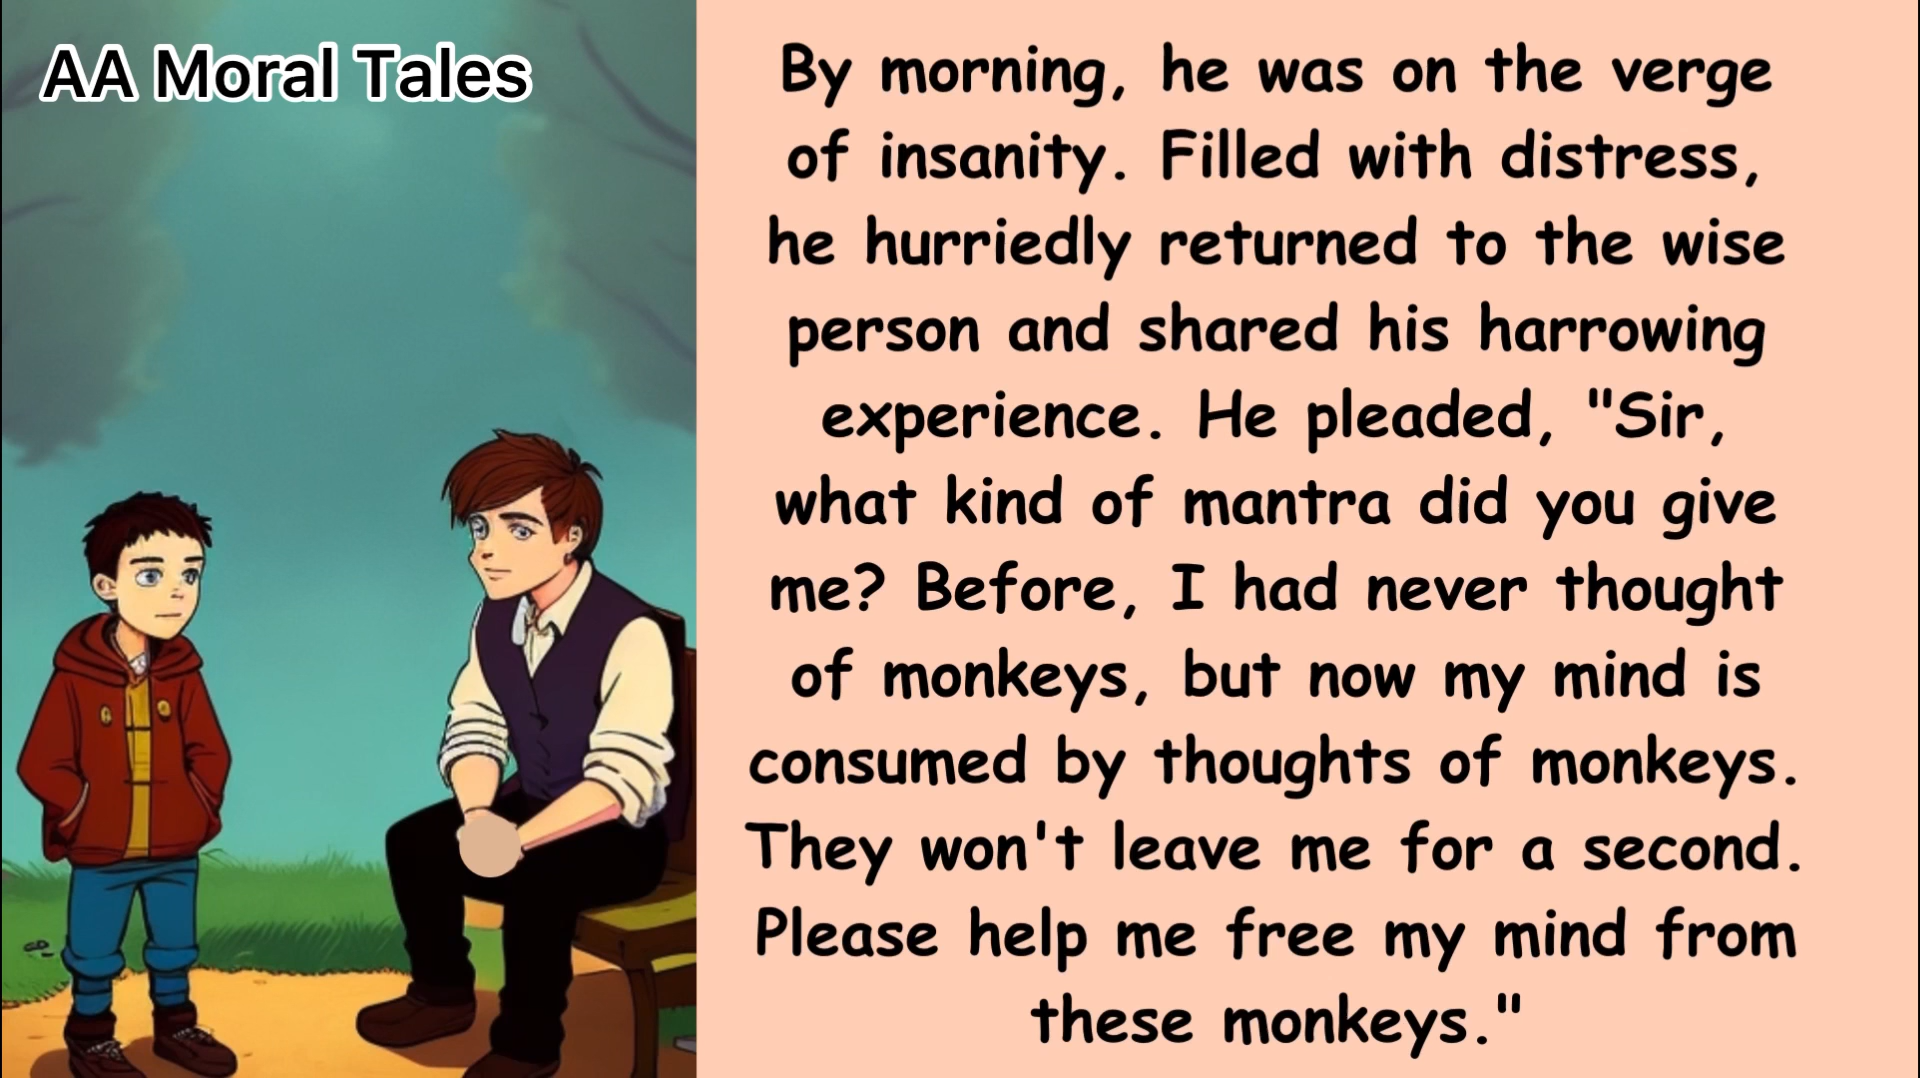 AA Moral Tales
By morning, he was on the verge
of insanity. Filled with distress,
he hurriedly returned to the wise
person and shared his harrowing
experience. He pleaded, "Sir,
what kind of mantra did you give
me? Before, I had never thought
of monkeys, but now my mind is
consumed by thoughts of monkeys.
They won't leave me for a second.
Please help me free my mind from
these monkeys."